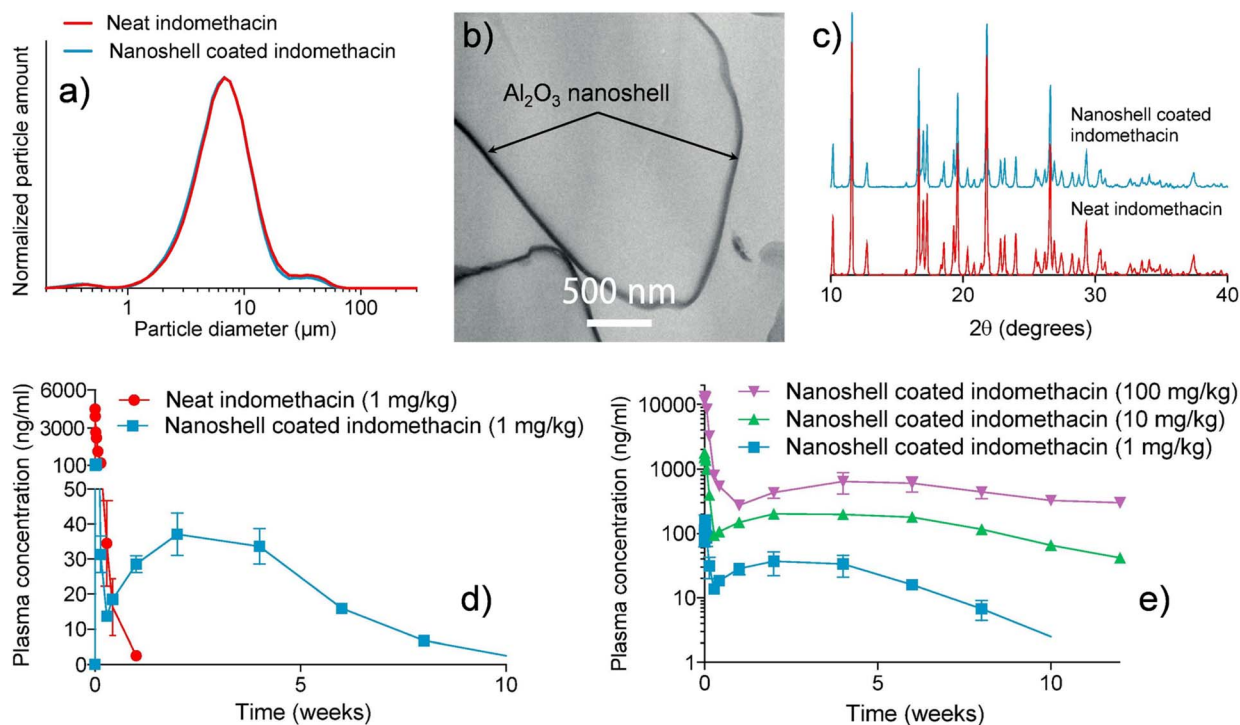 Neat indomethacin
Nanoshell coated indomethacin
a)
Normalized particle amount
1
10
100
Particle diameter (µm)
b)
Al₂O₃ nanoshell
500 nm
c)
Nanoshell coated
indomethacin
Neat indomethacin
10
20
30
40
2θ (degrees)
Plasma concentration (ng/ml)
6000
3000
100
50
40
30
20
10
0
Neat indomethacin (1 mg/kg)
Nanoshell coated indomethacin (1 mg/kg)
d)
0
5
10
Time (weeks)
Plasma concentration (ng/ml)
10000
1000
100
10
1
Nanoshell coated indomethacin (100 mg/kg)
Nanoshell coated indomethacin (10 mg/kg)
Nanoshell coated indomethacin (1 mg/kg)
e)
0
5
10
Time (weeks)